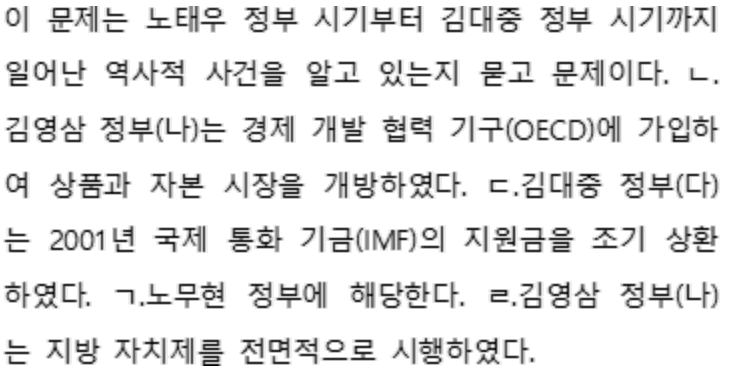 이 문제는 노태우 정부 시기부터 김대중 정부 시기까지
일어난 역사적 사건을 알고 있는지 묻고 문제이다. ㄴ.
김영삼 정부(나)는 경제 개발 협력 기구(OECD)에 가입하
여 상품과 자본 시장을 개방하였다. ㄷ.김대중 정부(다)
는 2001년 국제 통화 기금(IMF)의 지원금을 조기 상환
하였다. ㄱ.노무현 정부에 해당한다. ㄹ.김영삼 정부(나)
는 지방 자치제를 전면적으로 시행하였다.